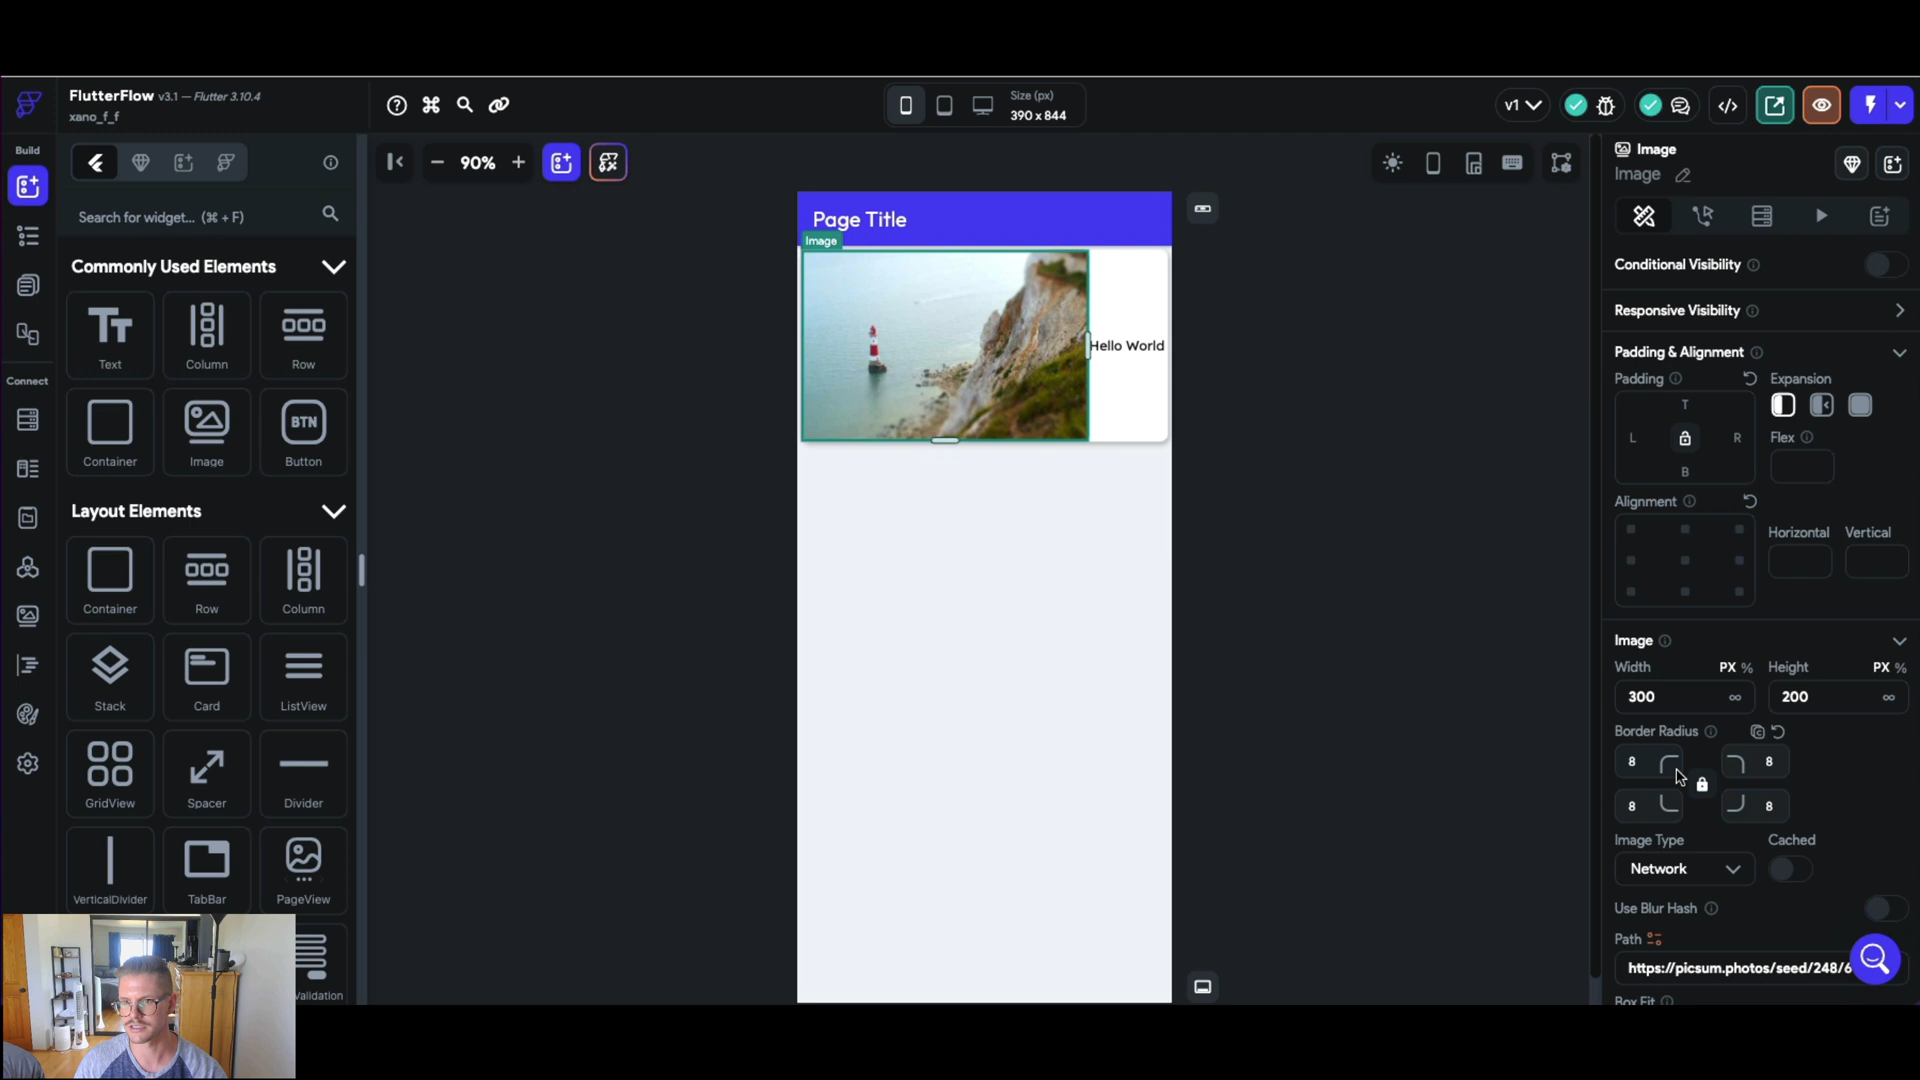 FlutterFlow v3.1 — Flutter 3.10.4
xano_f_f
Size (px)
390 x 844
v1
Build
90%
Search for widget... (⌘ + F)
Commonly Used Elements
Text
Column
Row
Container
Image
BTN
Button
Layout Elements
Container
Row
Column
Stack
Card
ListView
GridView
Spacer
Divider
VerticalDivider
TabBar
PageView
Validation
Connect
Page Title
Image
Hello World
Image
Image
Conditional Visibility
Responsive Visibility
Padding & Alignment
Padding
Expansion
T
L
R
B
Flex
Alignment
Horizontal
Vertical
Image
Width
PX %
Height
PX %
300 ∞
200 ∞
Border Radius
8
8
8
8
Image Type
Cached
Network
Use Blur Hash
Path
https://picsum.photos/seed/248/6
Box Fit